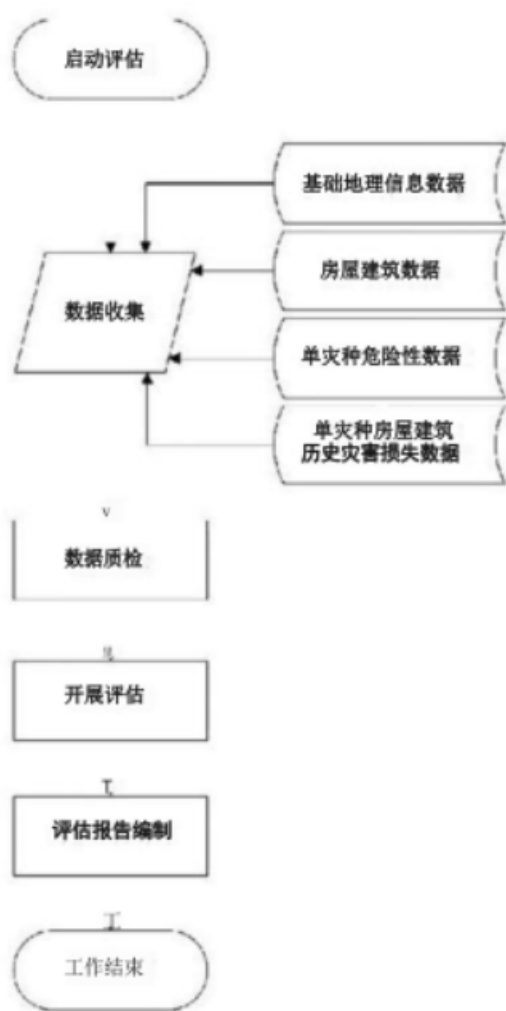 启动评估
基础地理信息数据
房屋建筑数据
数据收集
单灾种危险性数据
单灾种房屋建筑
历史灾害损失数据
数据质检
开展评估
评估报告编制
工作结束